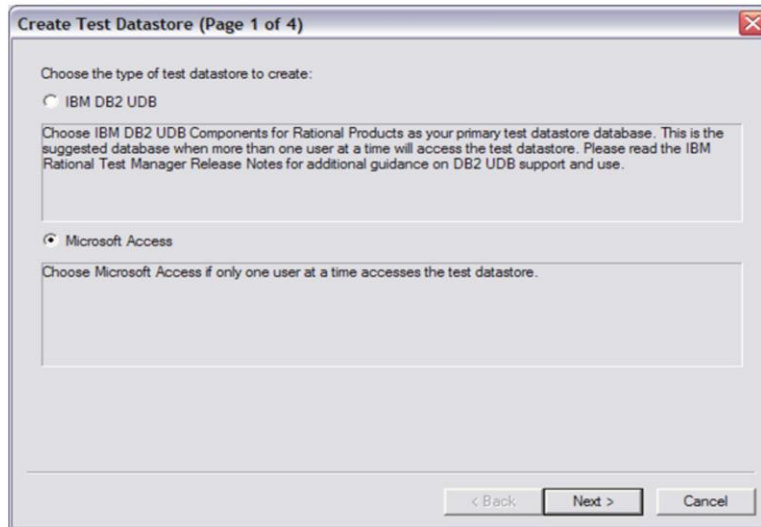 Create Test Datastore (Page 1 of 4)
Choose the type of test datastore to create:
IBM DB2 UDB
Choose IBM DB2 UDB Components for Rational Products as your primary test datastore database. This is the
suggested database when more than one user at a time will access the test datastore. Please read the IBM
Rational Test Manager Release Notes for additional guidance on DB2 UDB support and use.
Microsoft Access
Choose Microsoft Access if only one user at a time accesses the test datastore.
< Back
Next >
Cancel